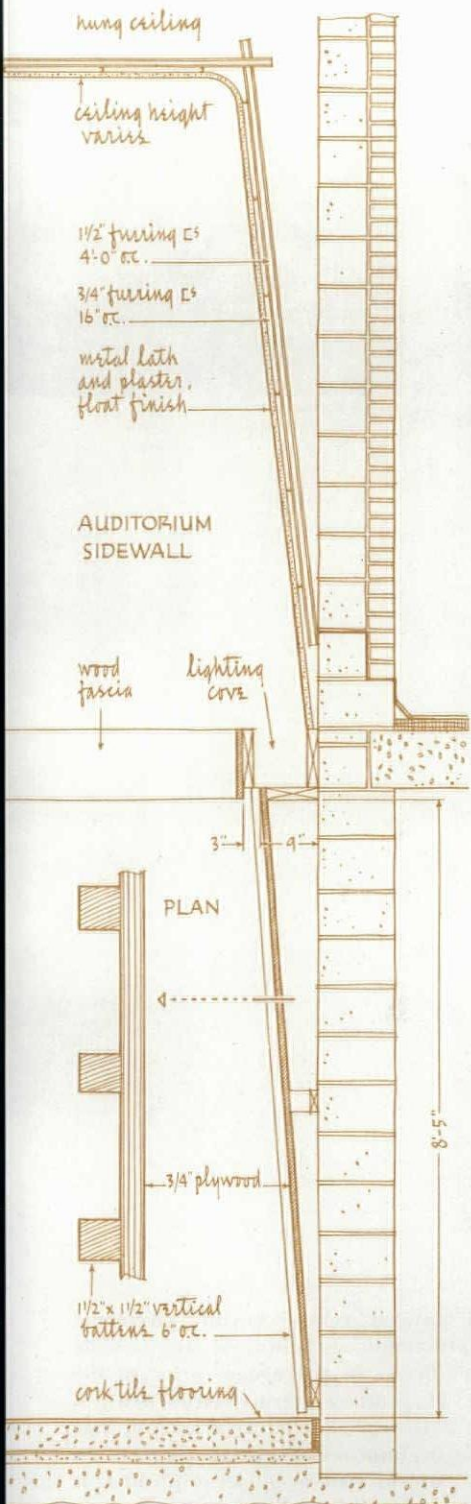 hung ceiling
ceiling height
varies
1½" furring [s
4'-0" o.c.
3/4" furring [s
16" o.c.
metal lath
and plaster,
float finish
AUDITORIUM
SIDEWALL
wood
fascia
lighting
cove
3"
9"
PLAN
8'-5"
3/4" plywood
1½" x 1½" vertical
battens 6" o.c.
cork tile flooring